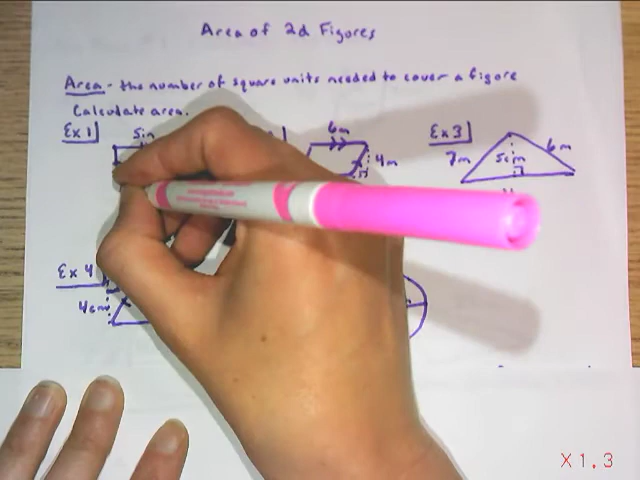 Area of 2d Figures
Area - the number of square units needed to cover a figure
Calculate area.
Ex 1
5in
6m
4m
Ex 3
7m
5cm
6m
Ex 4
4cm
X1.3